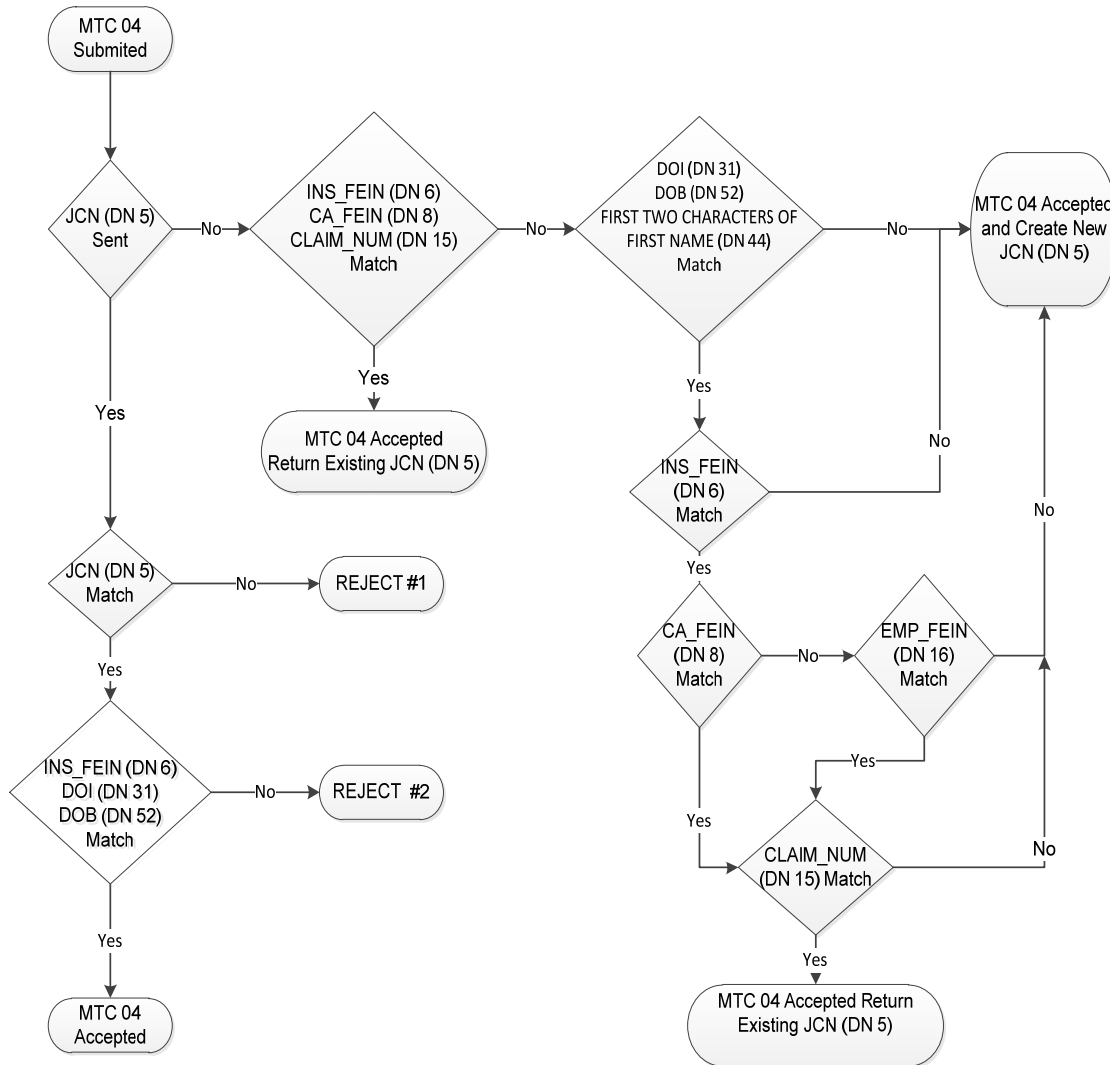 MTC 04
Submited
JCN (DN 5)
Sent
No
INS_FEIN (DN 6)
CA_FEIN (DN 8)
CLAIM_NUM (DN 15)
Match
No
DOI (DN 31)
DOB (DN 52)
FIRST TWO CHARACTERS OF
FIRST NAME (DN 44)
Match
No
MTC 04 Accepted
and Create New
JCN (DN 5)
Yes
Yes
Yes
MTC 04 Accepted
Return Existing JCN (DN 5)
INS_FEIN
(DN 6)
Match
No
Yes
No
JCN (DN 5)
Match
No
REJECT #1
Yes
CA_FEIN
(DN 8)
Match
No
EMP_FEIN
(DN 16)
Match
Yes
Yes
INS_FEIN (DN 6)
DOI (DN 31)
DOB (DN 52)
Match
No
REJECT #2
CLAIM_NUM
(DN 15) Match
No
Yes
Yes
MTC 04
Accepted
MTC 04 Accepted Return
Existing JCN (DN 5)